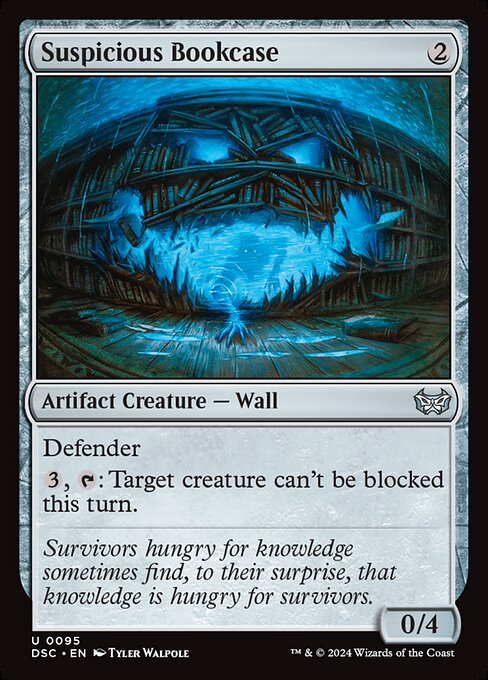 Suspicious Bookcase 2
Artifact Creature — Wall
Defender
3, : Target creature can't be blocked
this turn.
Survivors hungry for knowledge
sometimes find, to their surprise, that
knowledge is hungry for survivors.
0/4
U 0095
DSC • EN Tyler Walpole
™ & © 2024 Wizards of the Coast